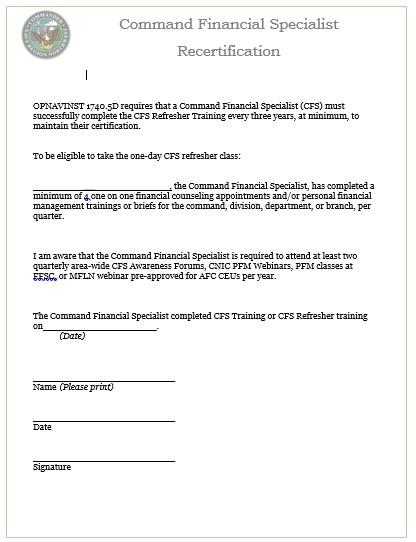 Command Financial Specialist
Recertification
OPNAVINST 1740.5D requires that a Command Financial Specialist (CFS) must
successfully complete the CFS Refresher Training every three years, at minimum, to
maintain their certification.
To be eligible to take the one-day CFS refresher class:
______________________________, the Command Financial Specialist, has completed a
minimum of 4 one on one financial counseling appointments and/or personal financial
management trainings or briefs for the command, division, department, or branch, per
quarter.
I am aware that the Command Financial Specialist is required to attend at least two
quarterly area-wide CFS Awareness Forums, CNIC PFM Webinars, PFM classes at
FFSC, or MFLN webinar pre-approved for AFC CEUs per year.
The Command Financial Specialist completed CFS Training or CFS Refresher training
on_________________________.
(Date)
Name (Please print)
Date
Signature